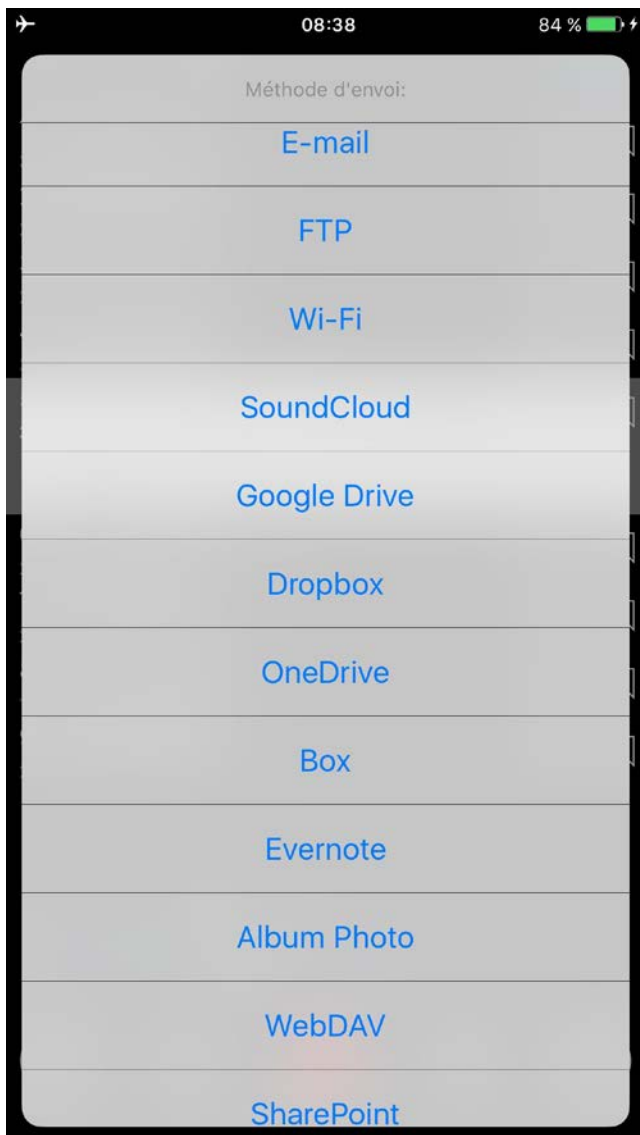 08:38
84 %
Méthode d'envoi:
E-mail
FTP
Wi-Fi
SoundCloud
Google Drive
Dropbox
OneDrive
Box
Evernote
Album Photo
WebDAV
SharePoint